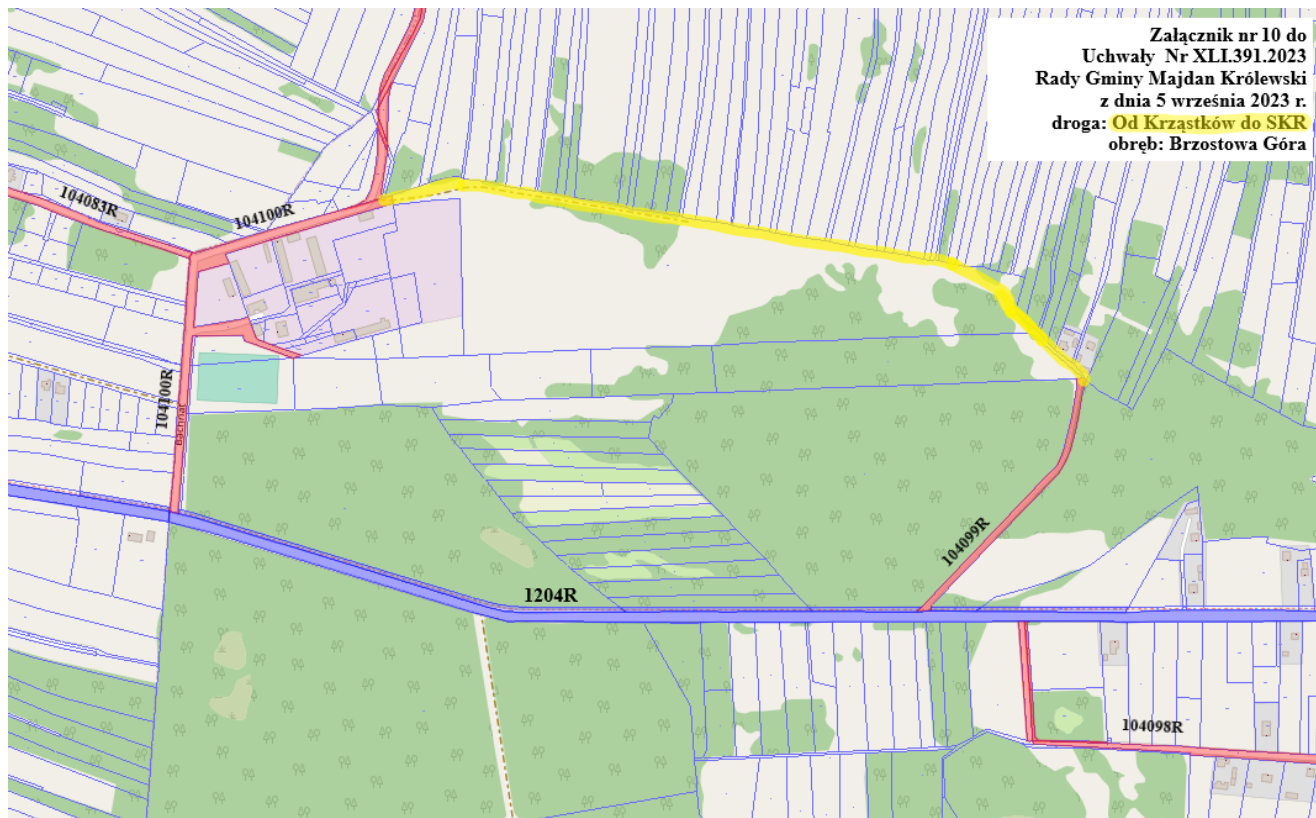 Załącznik nr 10 do
Uchwały Nr XLI.391.2023
Rady Gminy Majdan Królewski
z dnia 5 września 2023 r.
droga: Od Krząstków do SKR
obręb: Brzostowa Góra
104083R
104100R
104100R
Bachnal
1204R
104099R
104098R